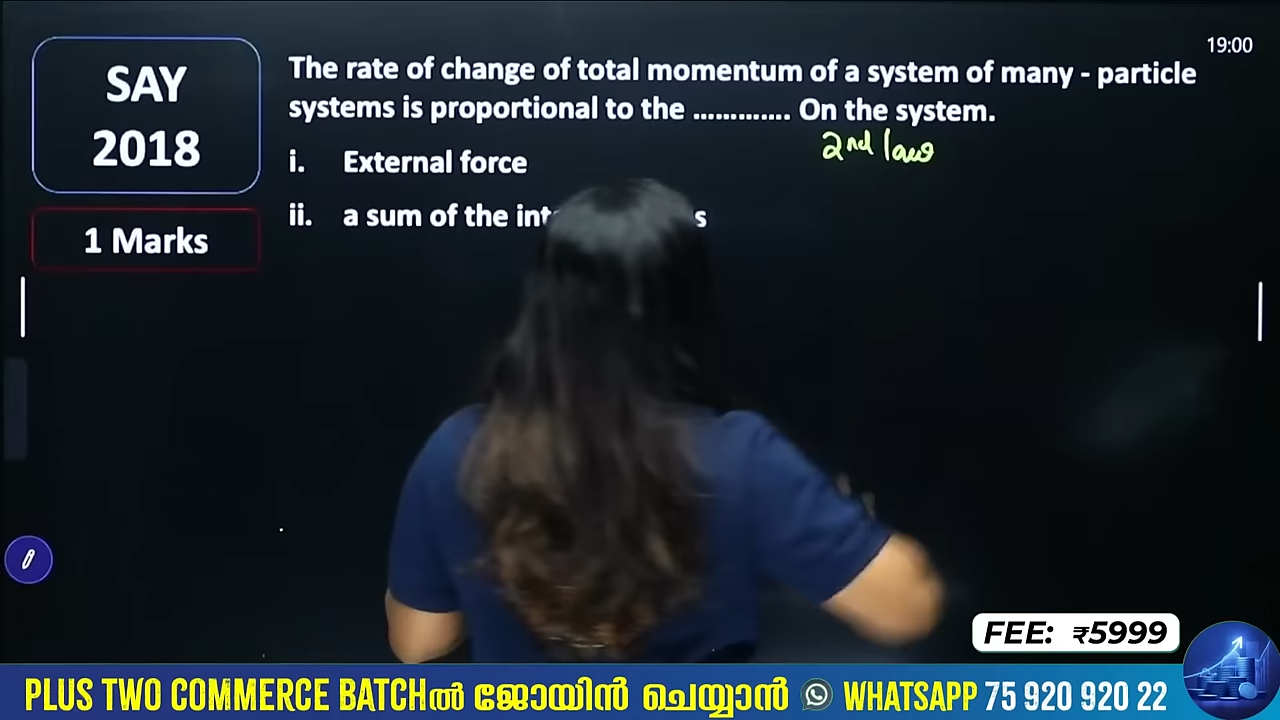 19:00
SAY
2018
1 Marks
The rate of change of total momentum of a system of many - particle
systems is proportional to the ............. On the system.
2nd law
i. External force
ii. a sum of the
FEE: ₹5999
PLUS TWO COMMERCE BATCHൽ ജോയിൻ ചെയ്യാൻ WHATSAPP 75 920 920 22